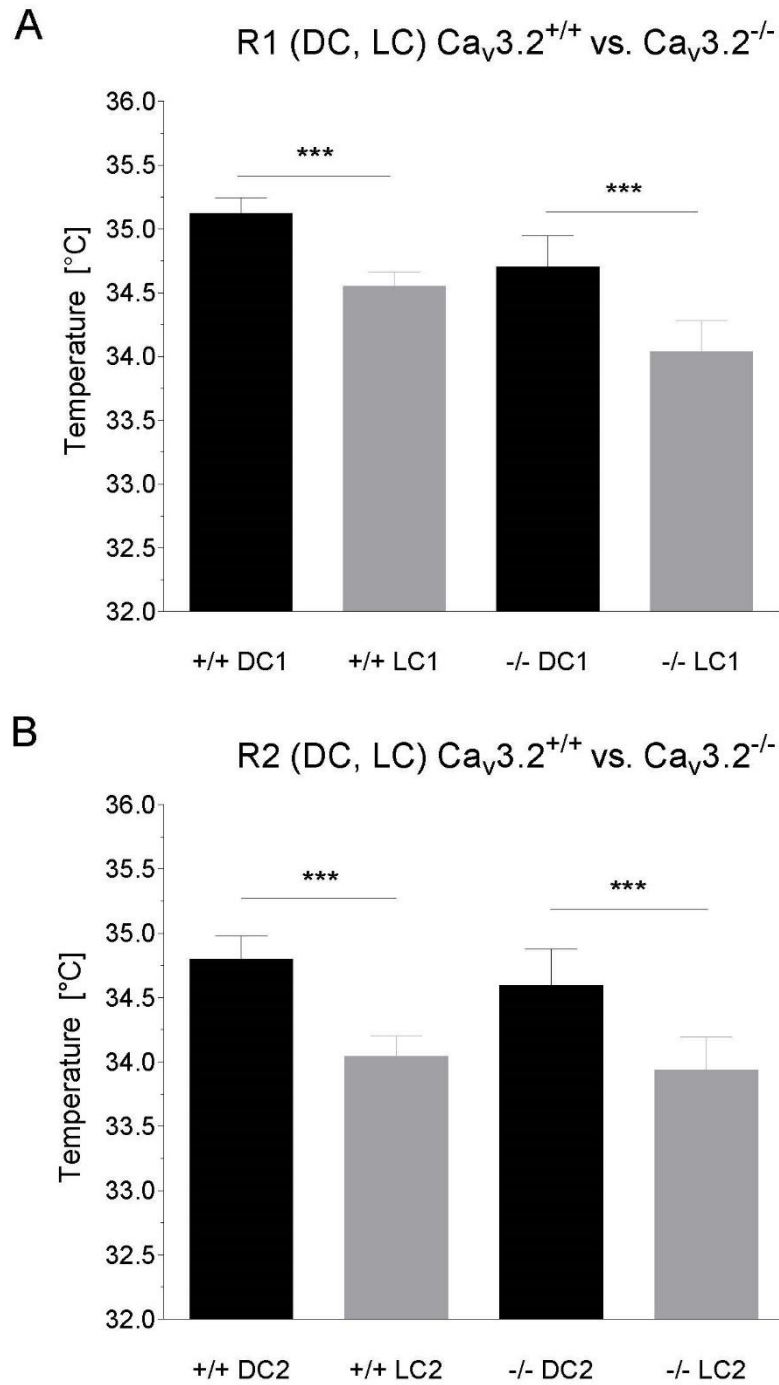 A
R1 (DC, LC) Caᵥ3.2⁺/⁺ vs. Caᵥ3.2⁻/⁻
36.0
35.5
35.0
34.5
34.0
33.5
33.0
32.5
32.0
Temperature [°C]
***
***
+/+ DC1 +/+ LC1 -/- DC1 -/- LC1
B
R2 (DC, LC) Caᵥ3.2⁺/⁺ vs. Caᵥ3.2⁻/⁻
36.0
35.5
35.0
34.5
34.0
33.5
33.0
32.5
32.0
Temperature [°C]
***
***
+/+ DC2 +/+ LC2 -/- DC2 -/- LC2